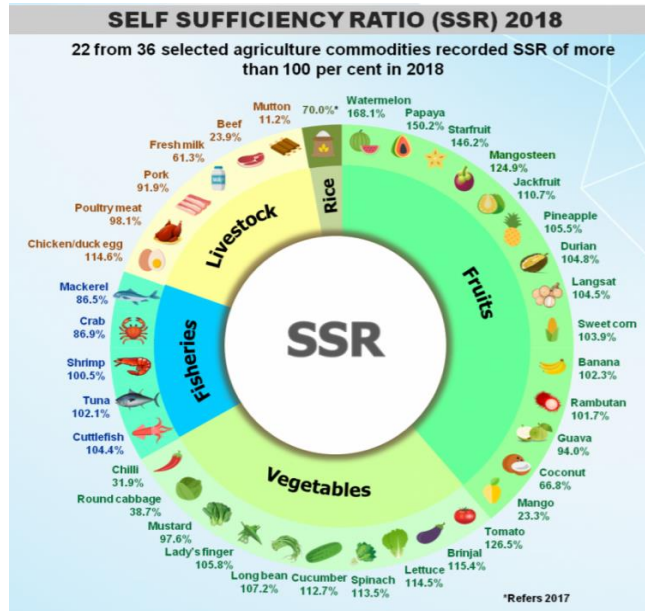 SELF SUFFICIENCY RATIO (SSR) 2018
22 from 36 selected agriculture commodities recorded SSR of more
than 100 per cent in 2018
70.0%*
Rice
Watermelon
168.1%
Papaya
150.2%
Starfruit
146.2%
Mangosteen
124.9%
Jackfruit
110.7%
Pineapple
105.5%
Durian
104.8%
Langsat
104.5%
Sweet corn
103.9%
Banana
102.3%
Rambutan
101.7%
Guava
94.0%
Coconut
66.8%
Mango
23.3%
Fruits
Tomato
126.5%
Brinjal
115.4%
Lettuce
114.5%
Spinach
113.5%
Cucumber
112.7%
Long bean
107.2%
Lady's finger
105.8%
Mustard
97.6%
Round cabbage
38.7%
Chilli
31.9%
Vegetables
Cuttlefish
104.4%
Tuna
102.1%
Shrimp
100.5%
Crab
86.9%
Mackerel
86.5%
Fisheries
Chicken/duck egg
114.6%
Poultry meat
98.1%
Pork
91.9%
Fresh milk
61.3%
Beef
23.9%
Mutton
11.2%
Livestock
SSR
*Refers 2017